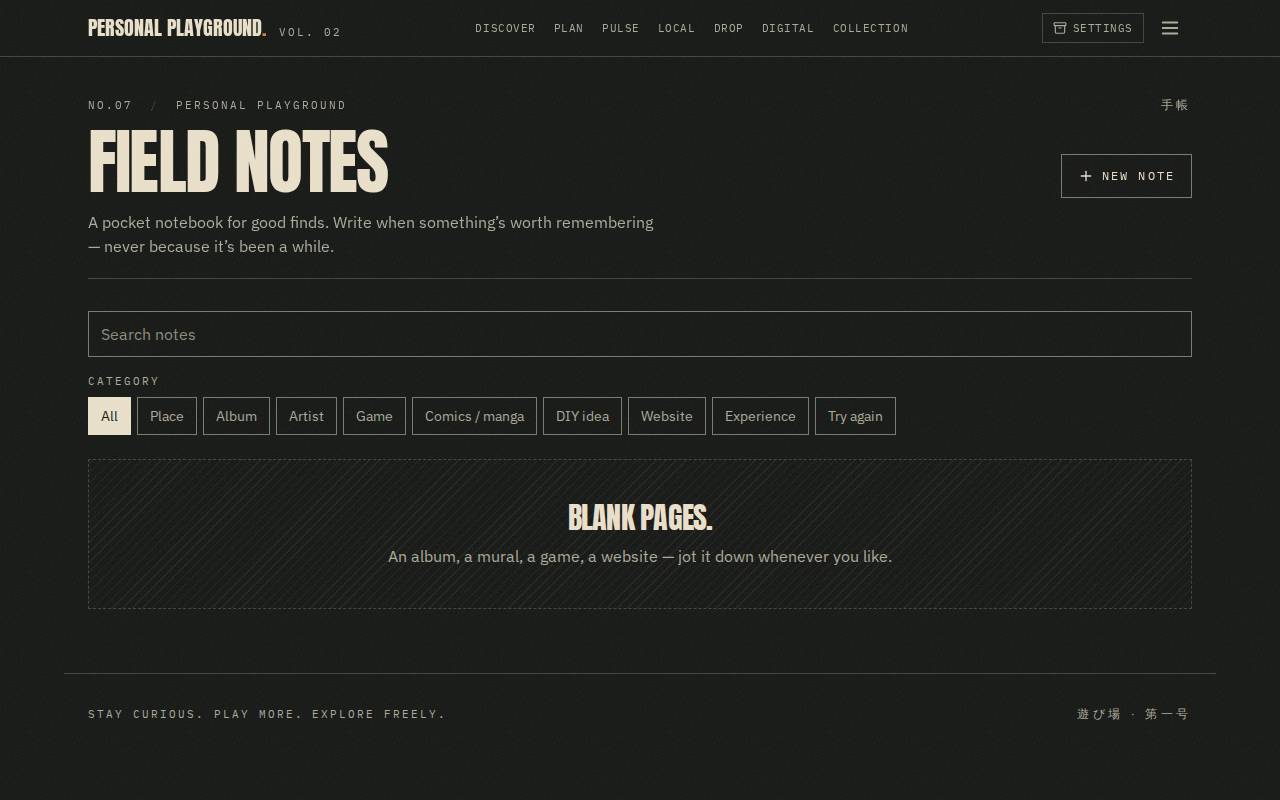 PERSONAL PLAYGROUND. VOL. 02
DISCOVER PLAN PULSE LOCAL DROP DIGITAL COLLECTION
SETTINGS
NO.07 / PERSONAL PLAYGROUND
手帳
FIELD NOTES
+ NEW NOTE
A pocket notebook for good finds. Write when something’s worth remembering
— never because it’s been a while.
Search notes
CATEGORY
All Place Album Artist Game Comics / manga DIY idea Website Experience Try again
BLANK PAGES.
An album, a mural, a game, a website — jot it down whenever you like.
STAY CURIOUS. PLAY MORE. EXPLORE FREELY.
遊び場 · 第一号